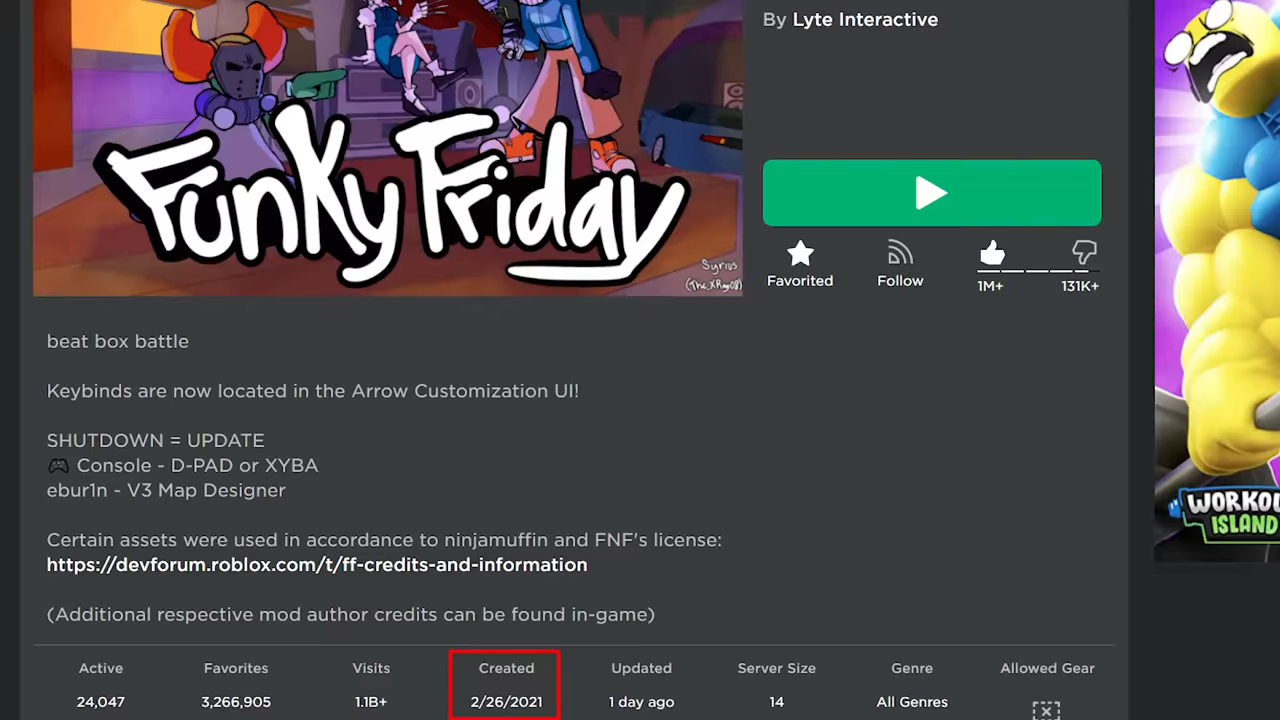 By Lyte Interactive
Funky Friday
Syrius
Favorited
Follow
1M+
131K+
beat box battle
Keybinds are now located in the Arrow Customization UI!
SHUTDOWN = UPDATE
Console - D-PAD or XYBA
ebur1n - V3 Map Designer
Certain assets were used in accordance to ninjamuffin and FNF's license:
https://devforum.roblox.com/t/ff-credits-and-information
(Additional respective mod author credits can be found in-game)
Active
Favorites
Visits
Created
Updated
Server Size
Genre
Allowed Gear
24,047
3,266,905
1.1B+
2/26/2021
1 day ago
14
All Genres
ISLAND